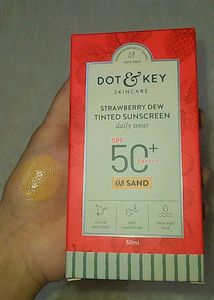 DOT & KEY
SKINCARE
STRAWBERRY DEW
TINTED SUNSCREEN
daily wear
SPF
50+
PA++++
03 SAND
50ml